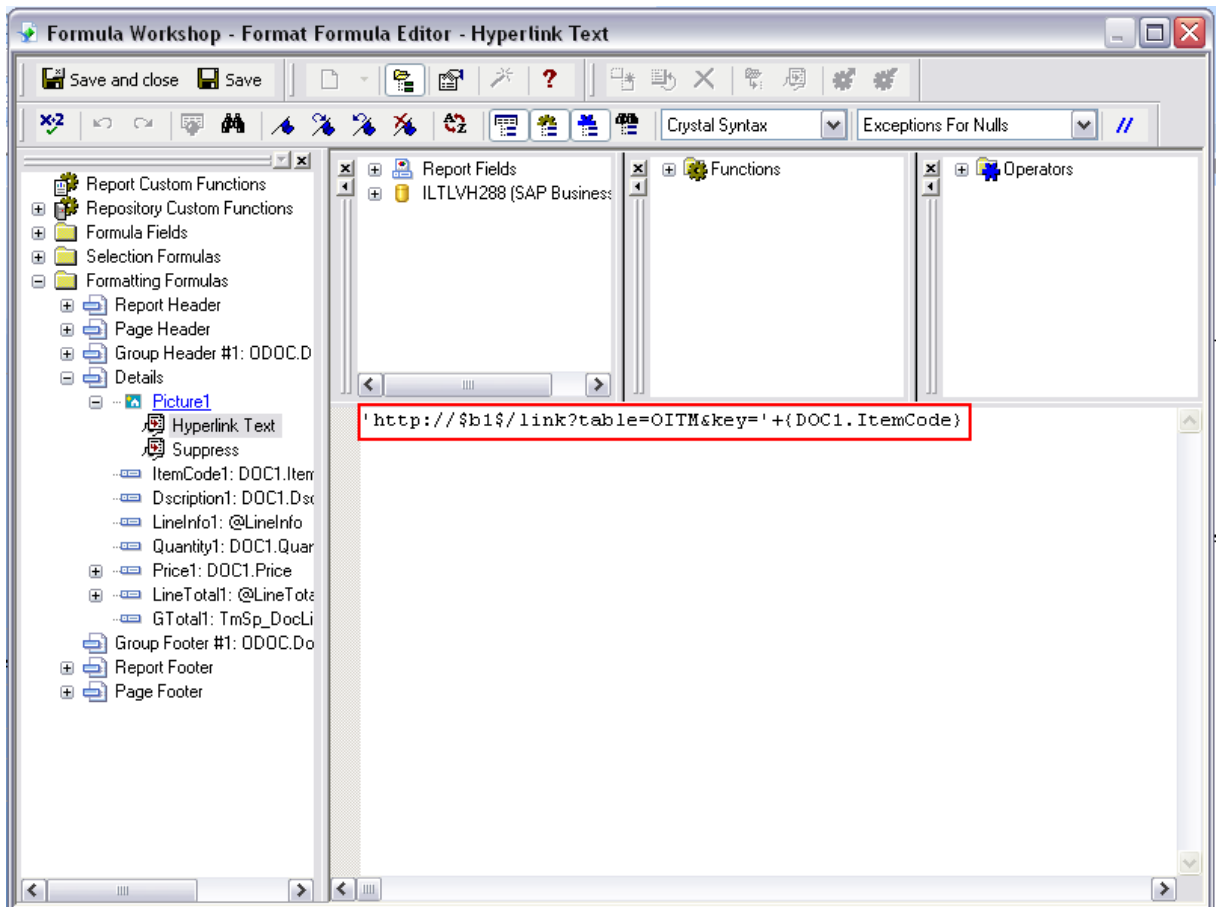 Formula Workshop - Format Formula Editor - Hyperlink Text
Save and close Save
Crystal Syntax Exceptions For Nulls
Report Custom Functions
Repository Custom Functions
Formula Fields
Selection Formulas
Formatting Formulas
Report Header
Page Header
Group Header #1: ODOC.D
Details
Picture1
Hyperlink Text
Suppress
ItemCode1: DOC1.Item
Dscription1: DOC1.Dsc
LineInfo1: @LineInfo
Quantity1: DOC1.Quar
Price1: DOC1.Price
LineTotal1: @LineTota
GTotal1: TmSp_DocLi
Group Footer #1: ODOC.Do
Report Footer
Page Footer
Report Fields
ILTLVH288 (SAP Business
Functions
Operators
'http://$b1$/link?table=OITM&key='+{DOC1.ItemCode}